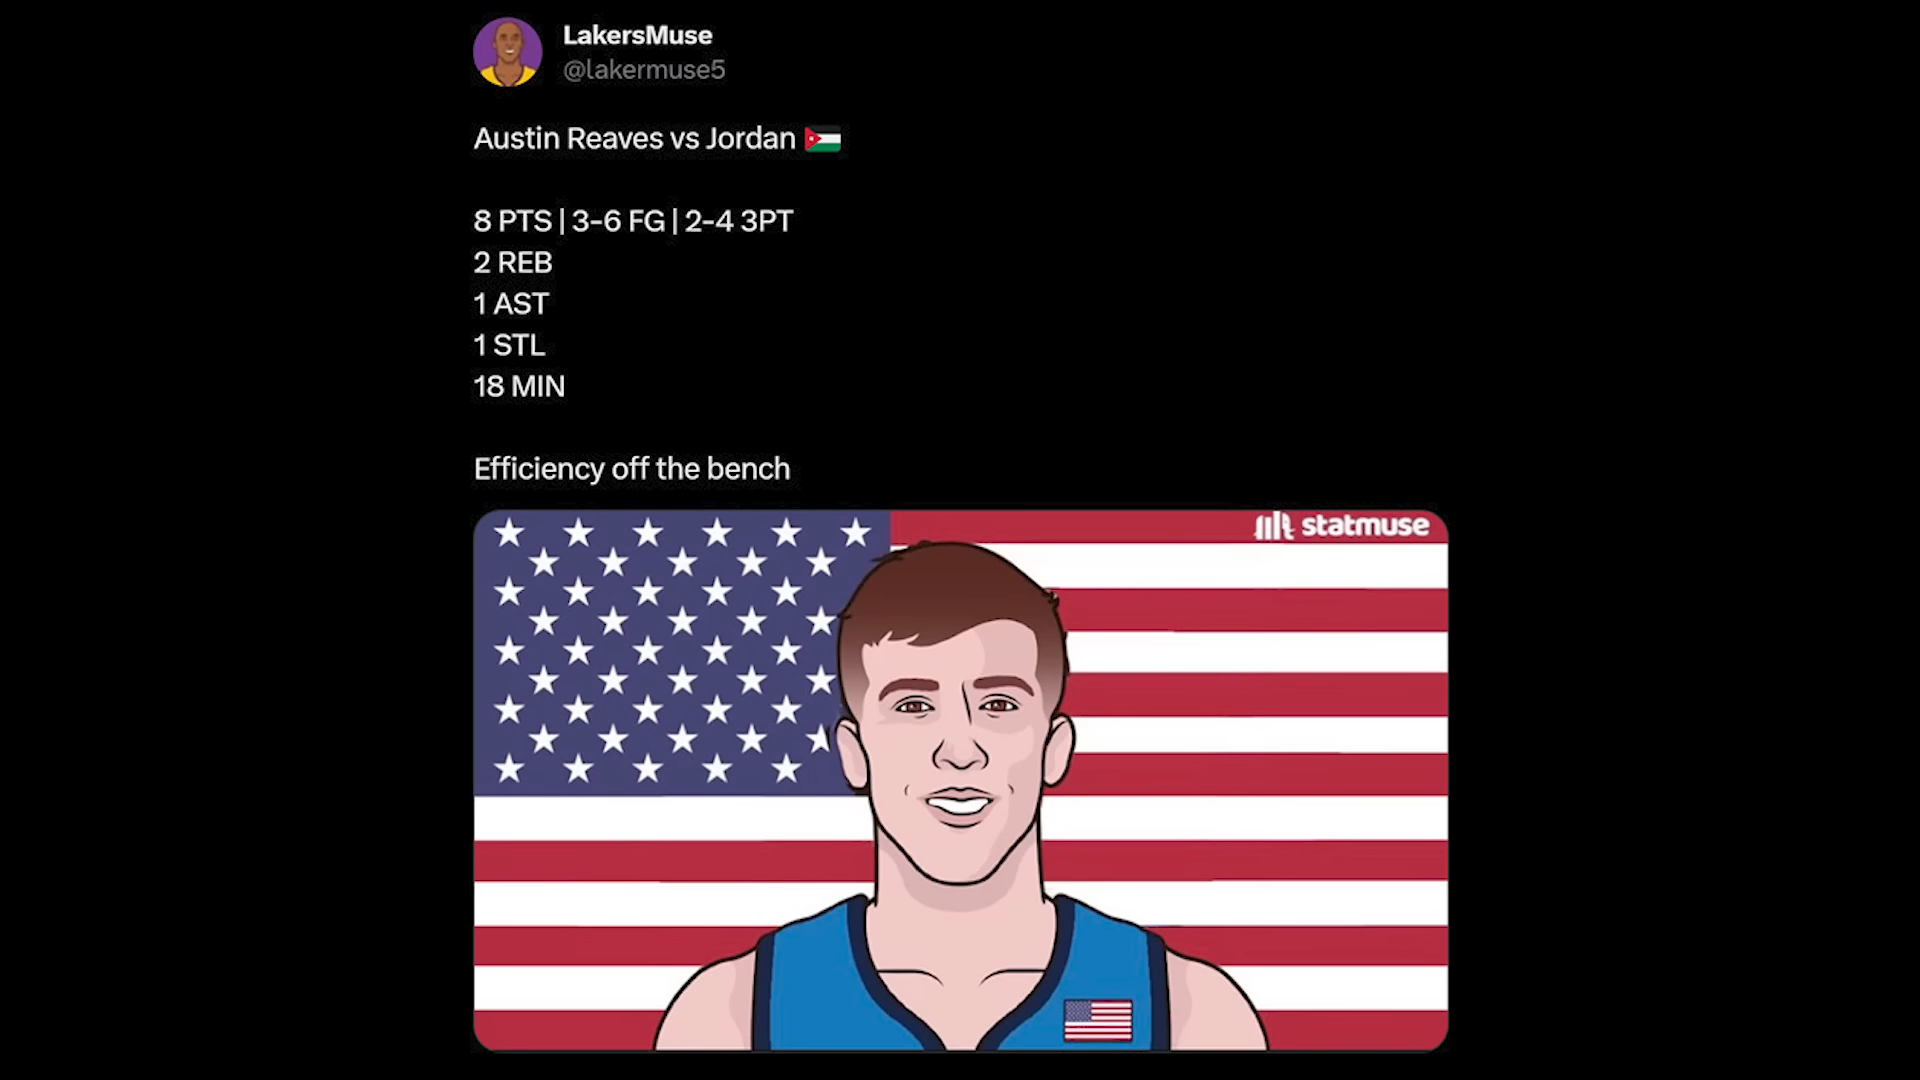 LakersMuse
@lakermuse5
Austin Reaves vs Jordan 🇯🇴
8 PTS | 3-6 FG | 2-4 3PT
2 REB
1 AST
1 STL
18 MIN
Efficiency off the bench
statmuse